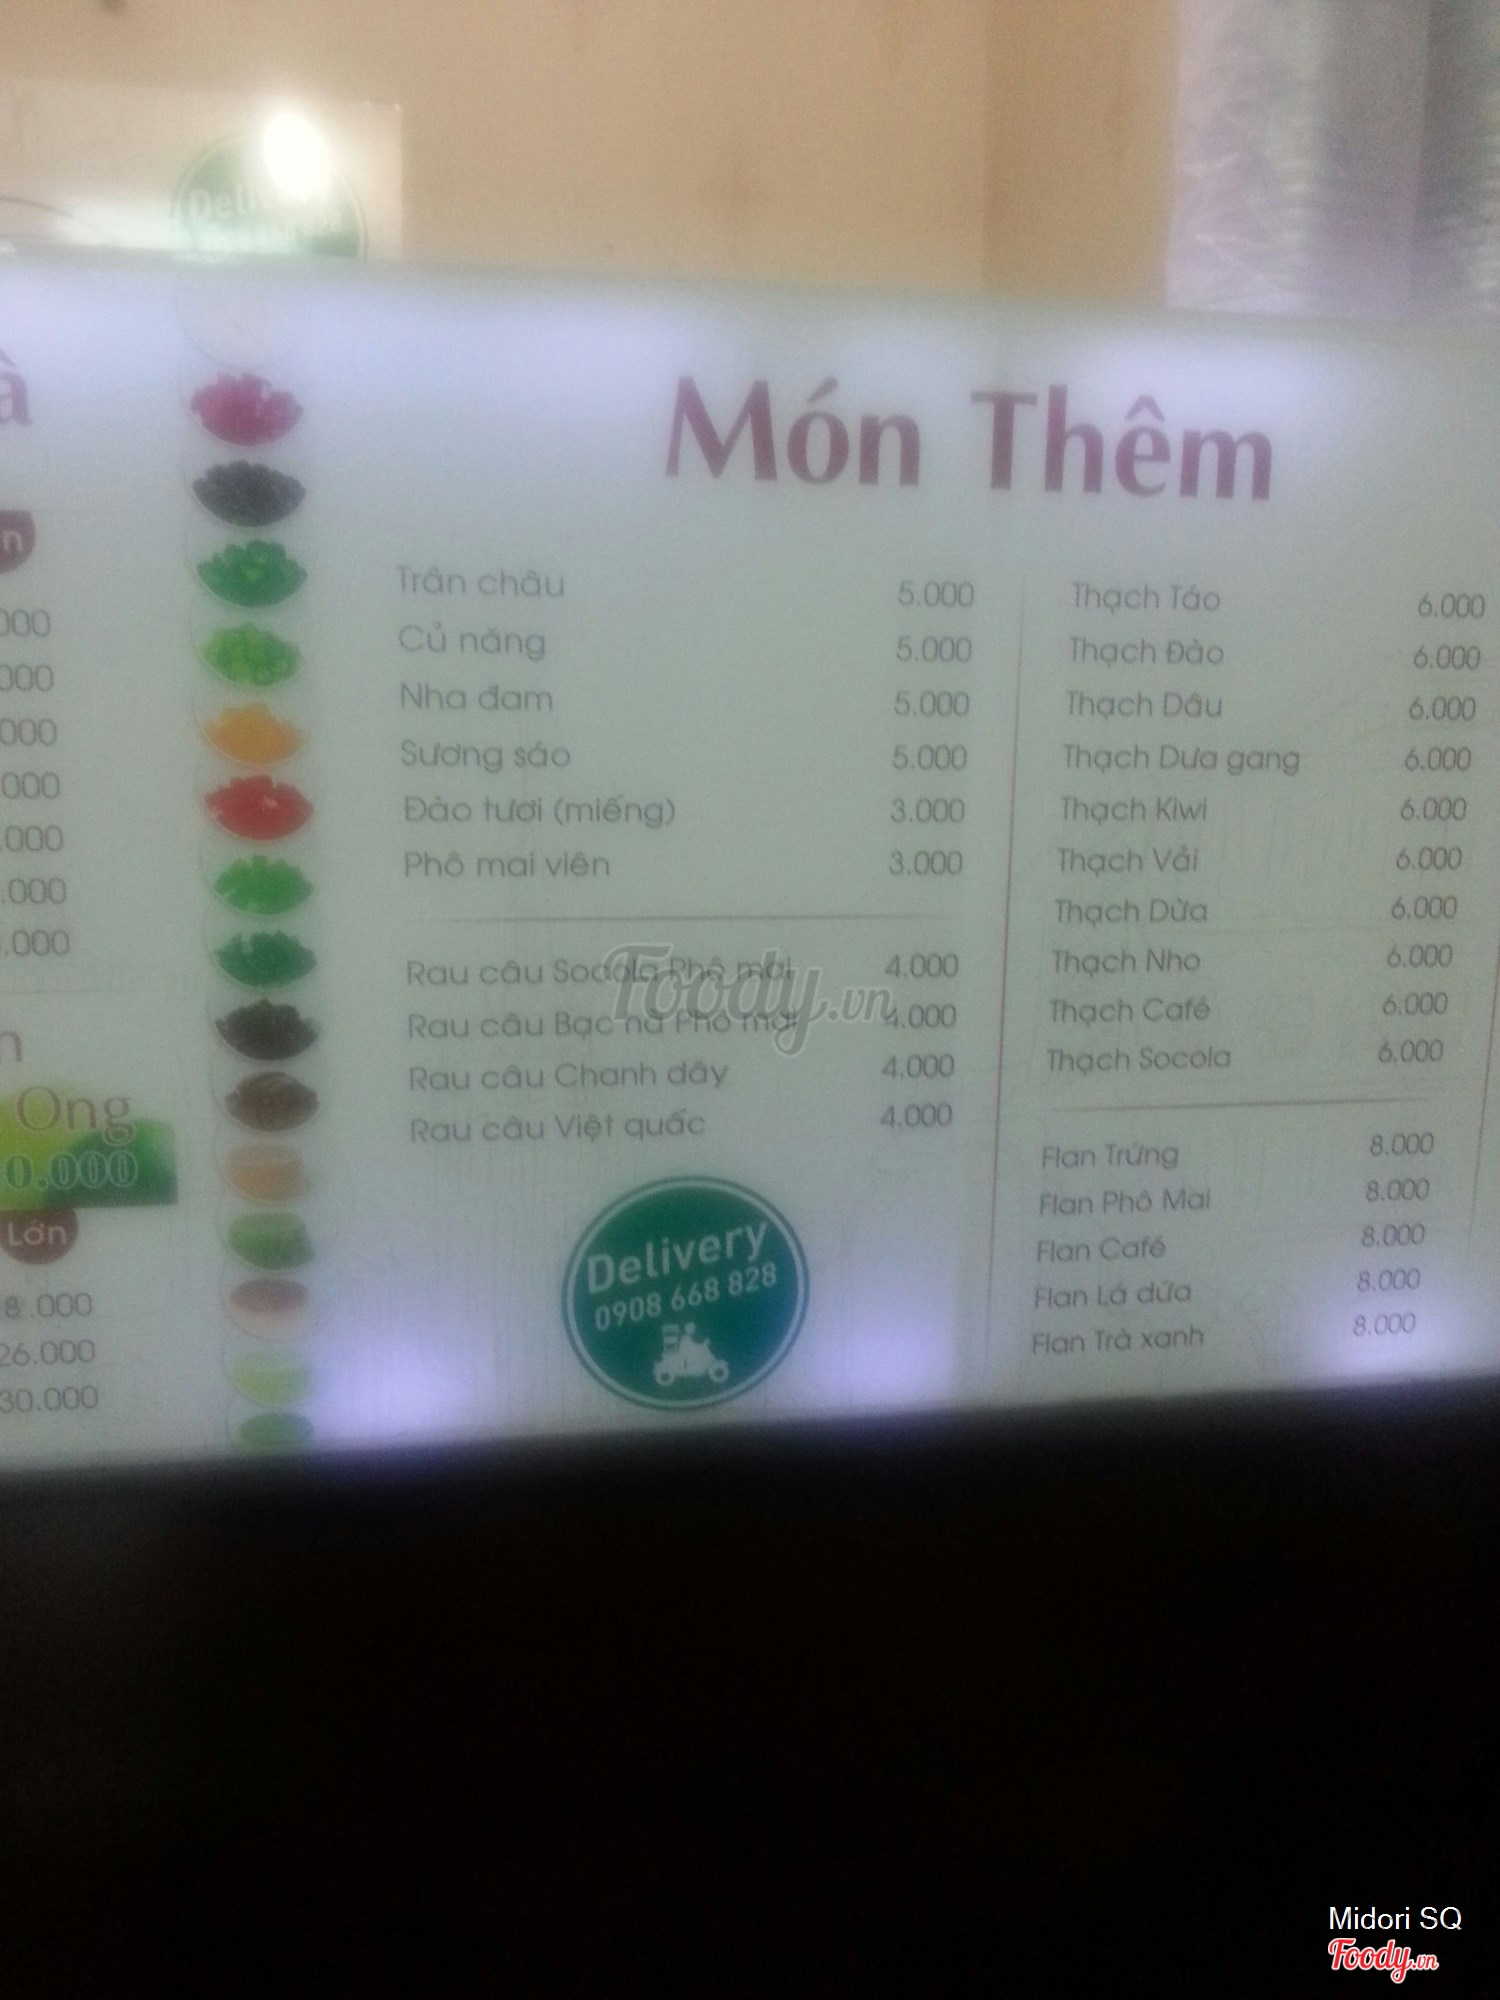 Delivery
Món Thêm
Trân châu 5.000
Củ năng 5.000
Nha đam 5.000
Sương sáo 5.000
Đào tươi (miếng) 3.000
Phô mai viên 3.000
Rau câu Socola Phô mai 4.000
Rau câu Bạc hà Phô mai 4.000
Rau câu Chanh dây 4.000
Rau câu Việt quốc 4.000
Thạch Táo 6.000
Thạch Đào 6.000
Thạch Dâu 6.000
Thạch Dưa gang 6.000
Thạch Kiwi 6.000
Thạch Vải 6.000
Thạch Dừa 6.000
Thạch Nho 6.000
Thạch Café 6.000
Thạch Socola 6.000
Flan Trứng 8.000
Flan Phô Mai 8.000
Flan Café 8.000
Flan Lá dứa 8.000
Flan Trà xanh 8.000
Delivery
0908 668 828
Ong
0.000
Lớn
8.000
26.000
30.000
Foody.vn
Midori SQ
Foody.vn